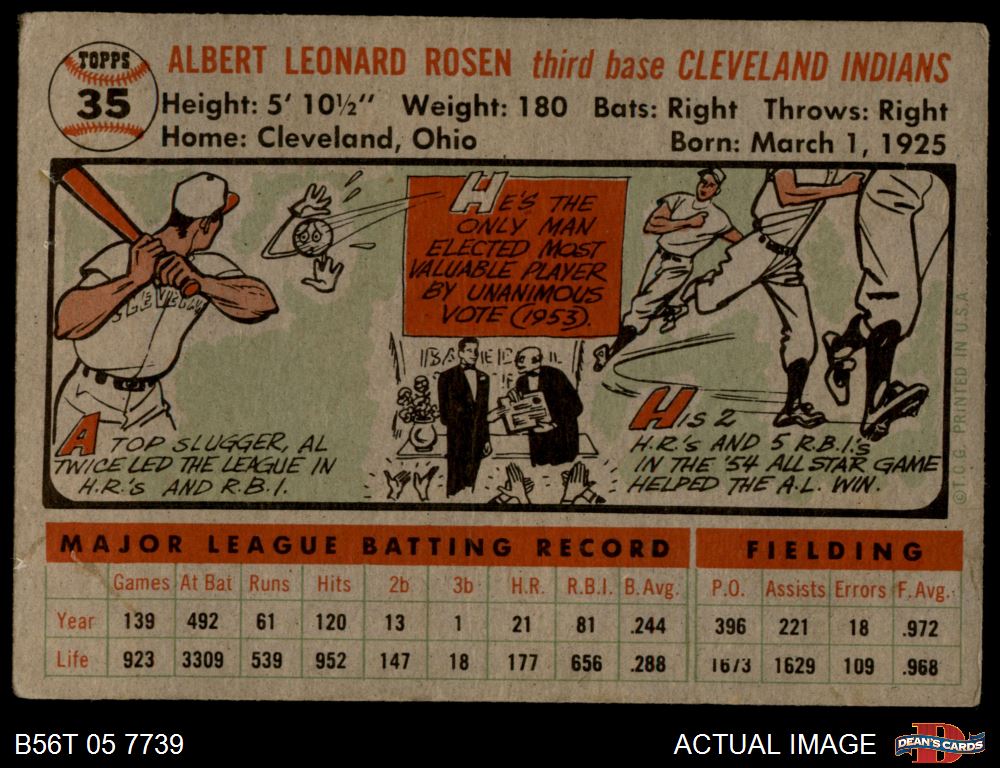 TOPPS
35
ALBERT LEONARD ROSEN third base CLEVELAND INDIANS
Height: 5' 10½" Weight: 180 Bats: Right Throws: Right
Home: Cleveland, Ohio Born: March 1, 1925
CLEVEL
A TOP SLUGGER, AL
TWICE LED THE LEAGUE IN
H.R.'s AND R.B.I.
HE'S THE
ONLY MAN
ELECTED MOST
VALUABLE PLAYER
BY UNANIMOUS
VOTE (1953).
HIS 2
H.R.'s AND 5 R.B.I.'s
IN THE '54 ALL STAR GAME
HELPED THE A.L. WIN.
© T.C.G. PRINTED IN U.S.A.
MAJOR LEAGUE BATTING RECORD FIELDING
Games At Bat Runs Hits 2b 3b H.R. R.B.I. B.Avg. P.O. Assists Errors F.Avg.
Year 139 492 61 120 13 1 21 81 .244 396 221 18 .972
Life 923 3309 539 952 147 18 177 656 .288 1673 1629 109 .968
B56T 05 7739
ACTUAL IMAGE
D
DEAN'S CARDS